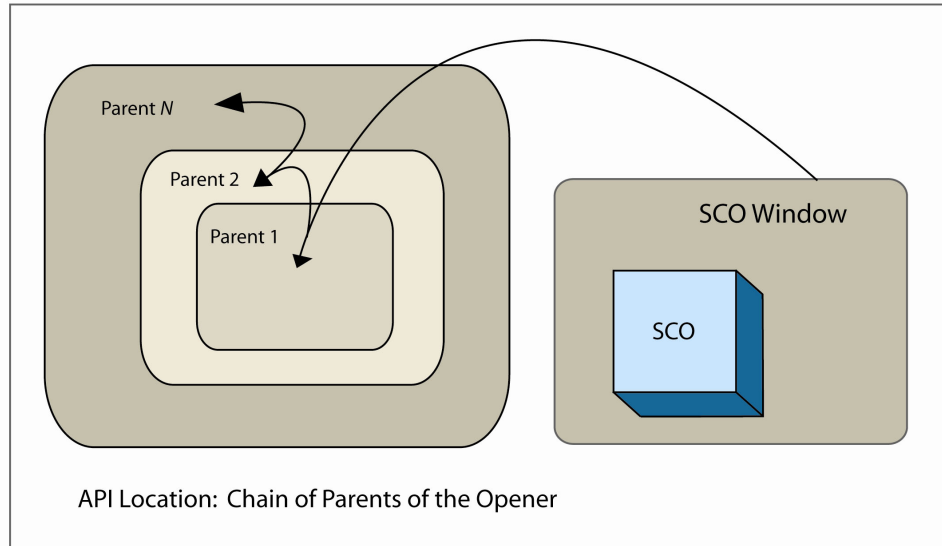 Parent N
Parent 2
Parent 1
SCO Window
SCO
API Location: Chain of Parents of the Opener